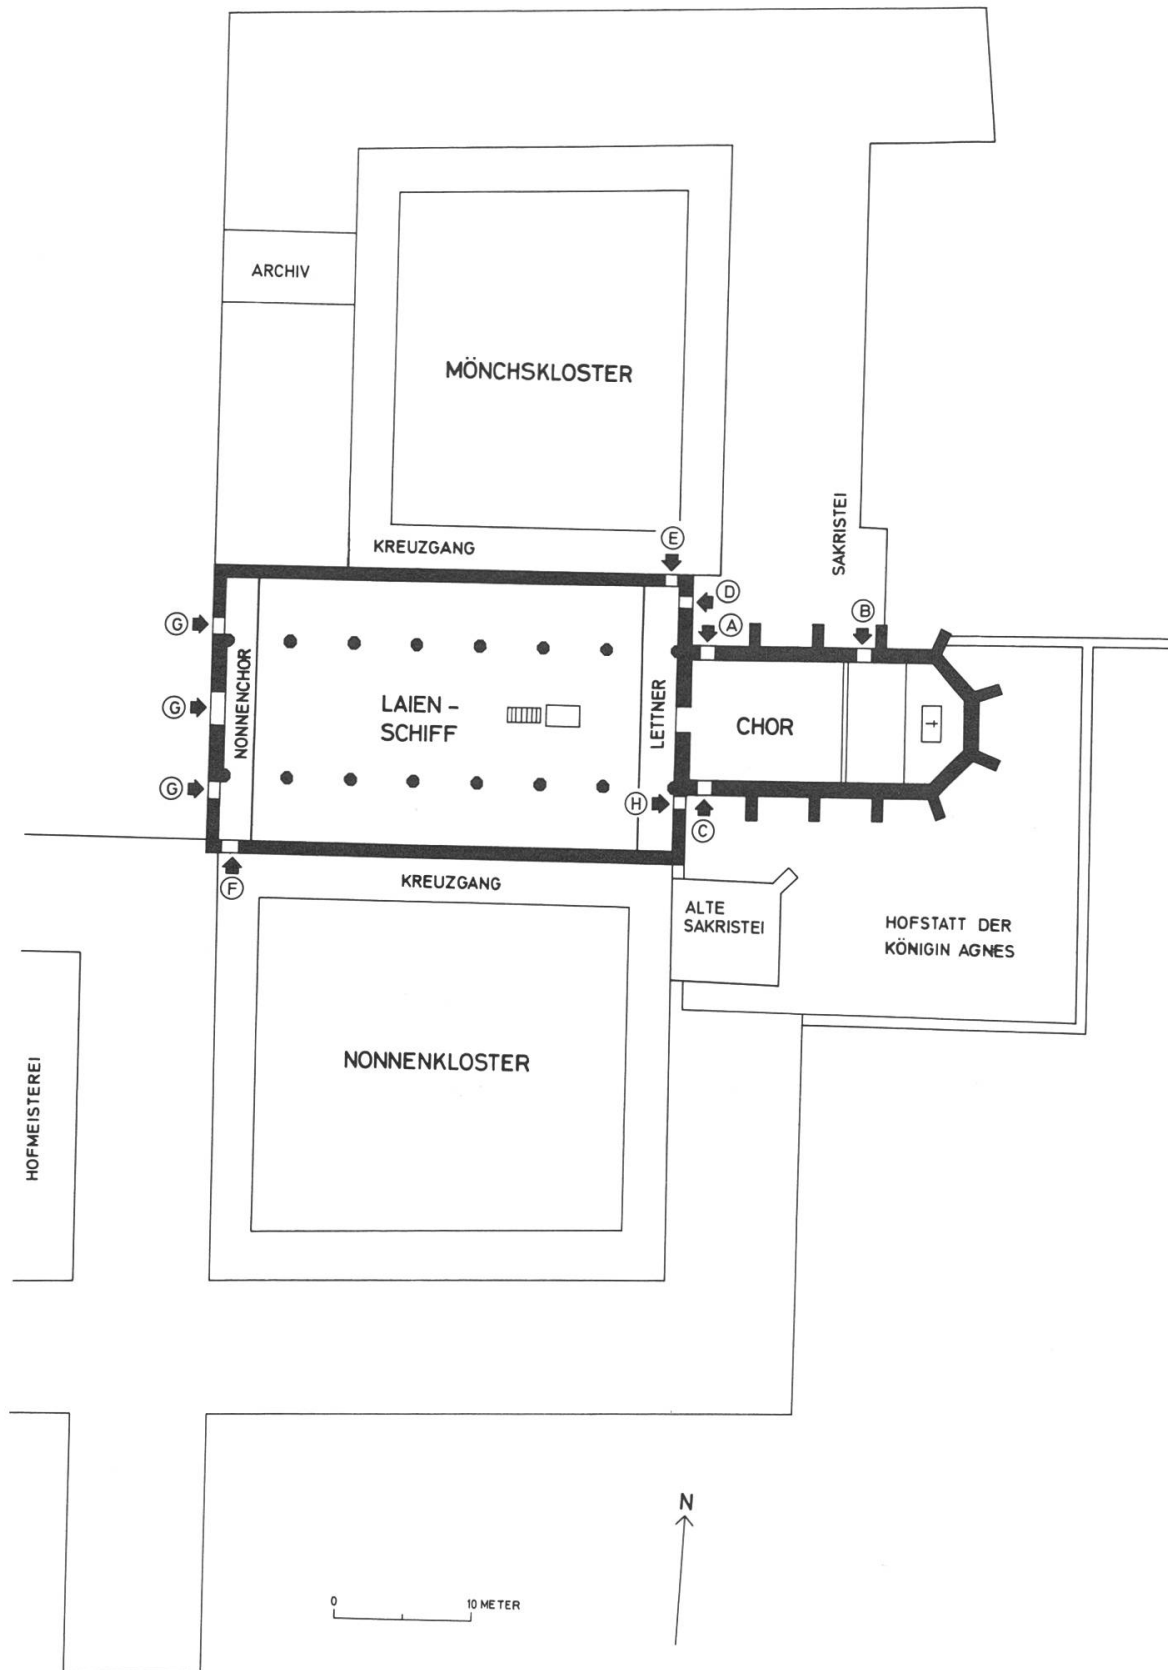 ARCHIV
MÖNCHSKLOSTER
SAKRISTEI
KREUZGANG
E
D
A
B
G
G
G
NONNENCHOR
LAIEN-
SCHIFF
LETTNER
CHOR
H
C
F
KREUZGANG
ALTE
SAKRISTEI
HOFSTATT DER
KÖNIGIN AGNES
NONNENKLOSTER
HOFMEISTEREI
N
0 10 METER